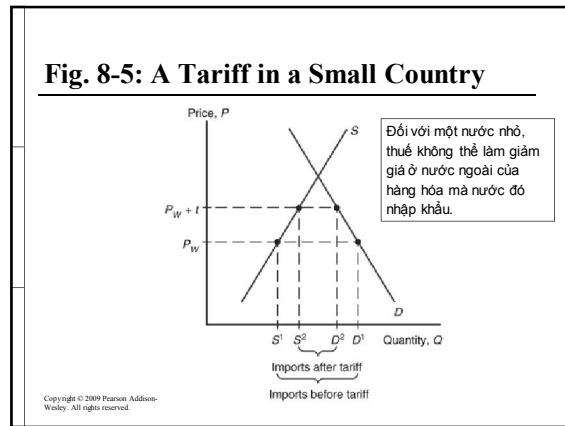 Fig. 8-5: A Tariff in a Small Country
Price, P
S
Đối với một nước nhỏ,
thuế không thể làm giảm
giá ở nước ngoài của
hàng hóa mà nước đó
nhập khẩu.
P_W + t
P_W
D
S¹ S² D² D¹ Quantity, Q
Imports after tariff
Imports before tariff
Copyright © 2009 Pearson Addison-
Wesley. All rights reserved.